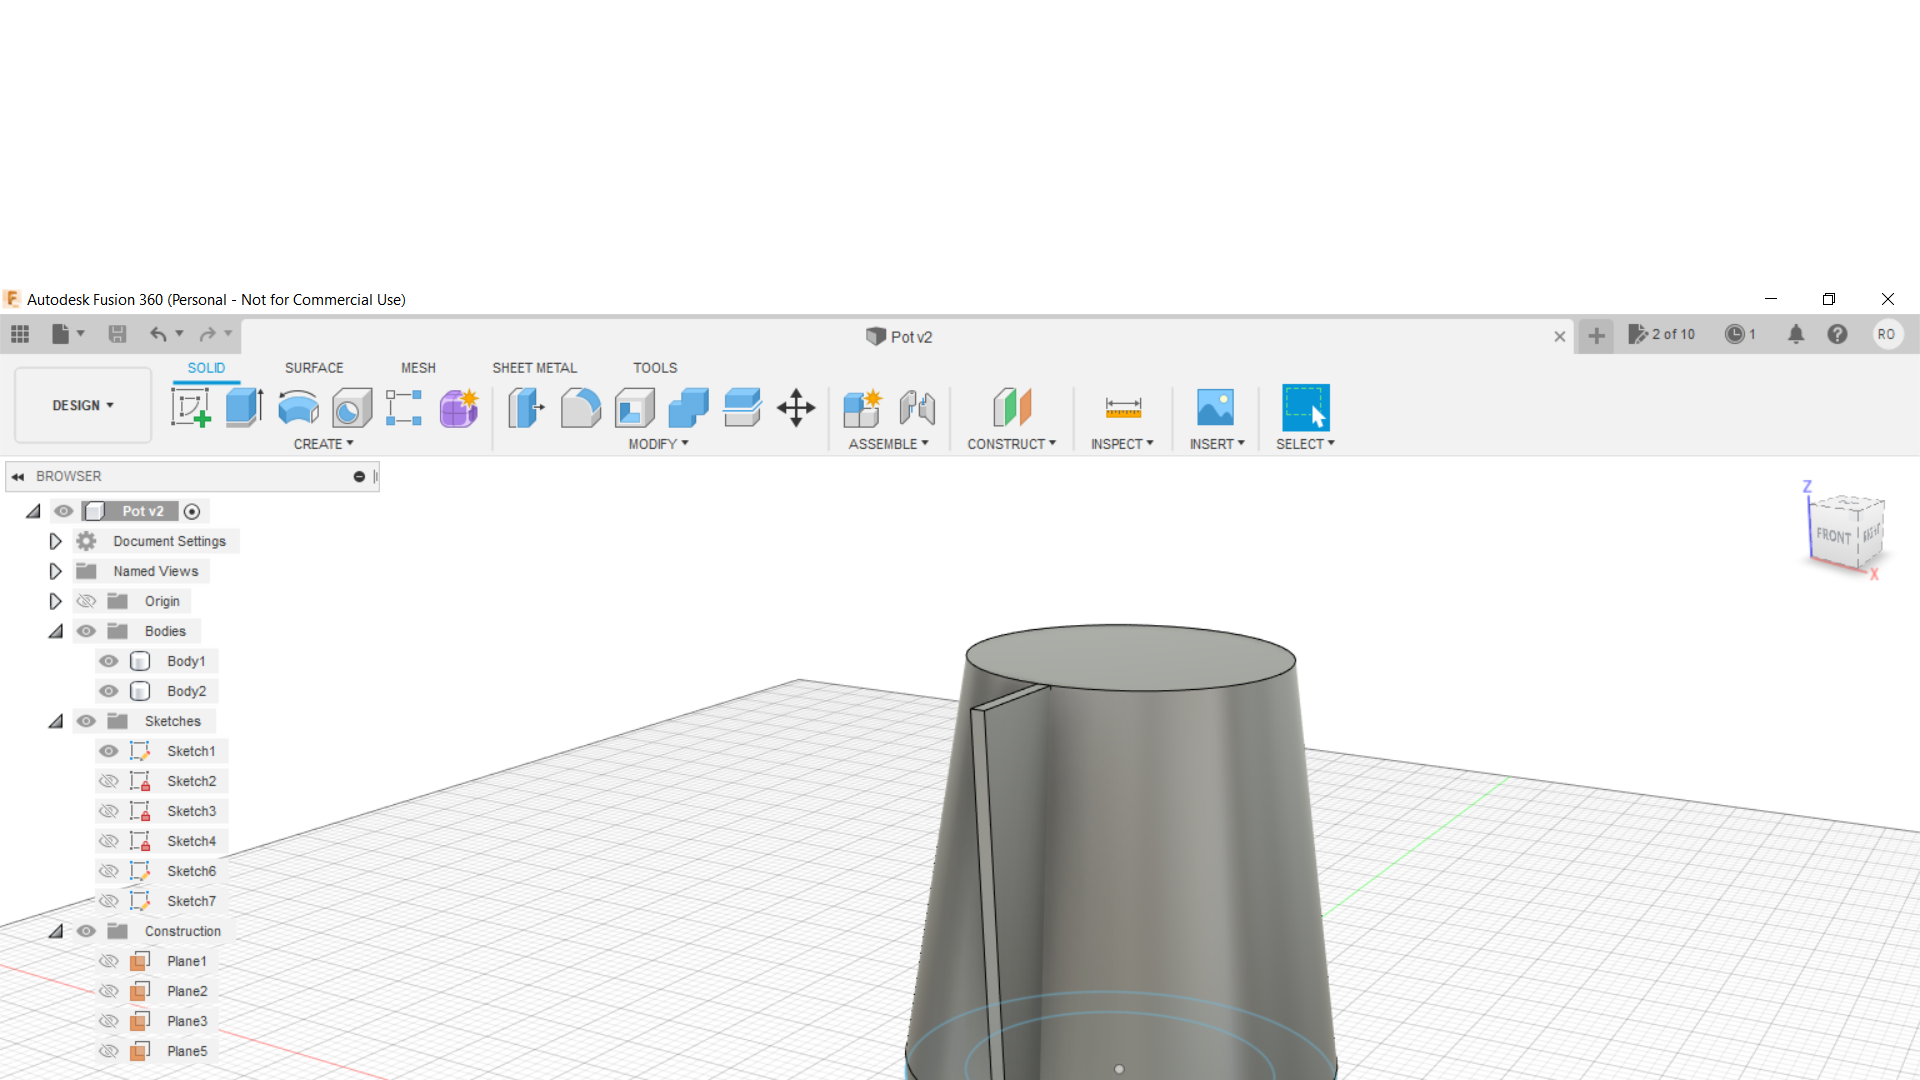 Autodesk Fusion 360 (Personal - Not for Commercial Use)
Pot v2
2 of 10
1
RO
DESIGN
SOLID
SURFACE
MESH
SHEET METAL
TOOLS
CREATE
MODIFY
ASSEMBLE
CONSTRUCT
INSPECT
INSERT
SELECT
BROWSER
Pot v2
Document Settings
Named Views
Origin
Bodies
Body1
Body2
Sketches
Sketch1
Sketch2
Sketch3
Sketch4
Sketch6
Sketch7
Construction
Plane1
Plane2
Plane3
Plane5
Z
FRONT
RIGHT
X